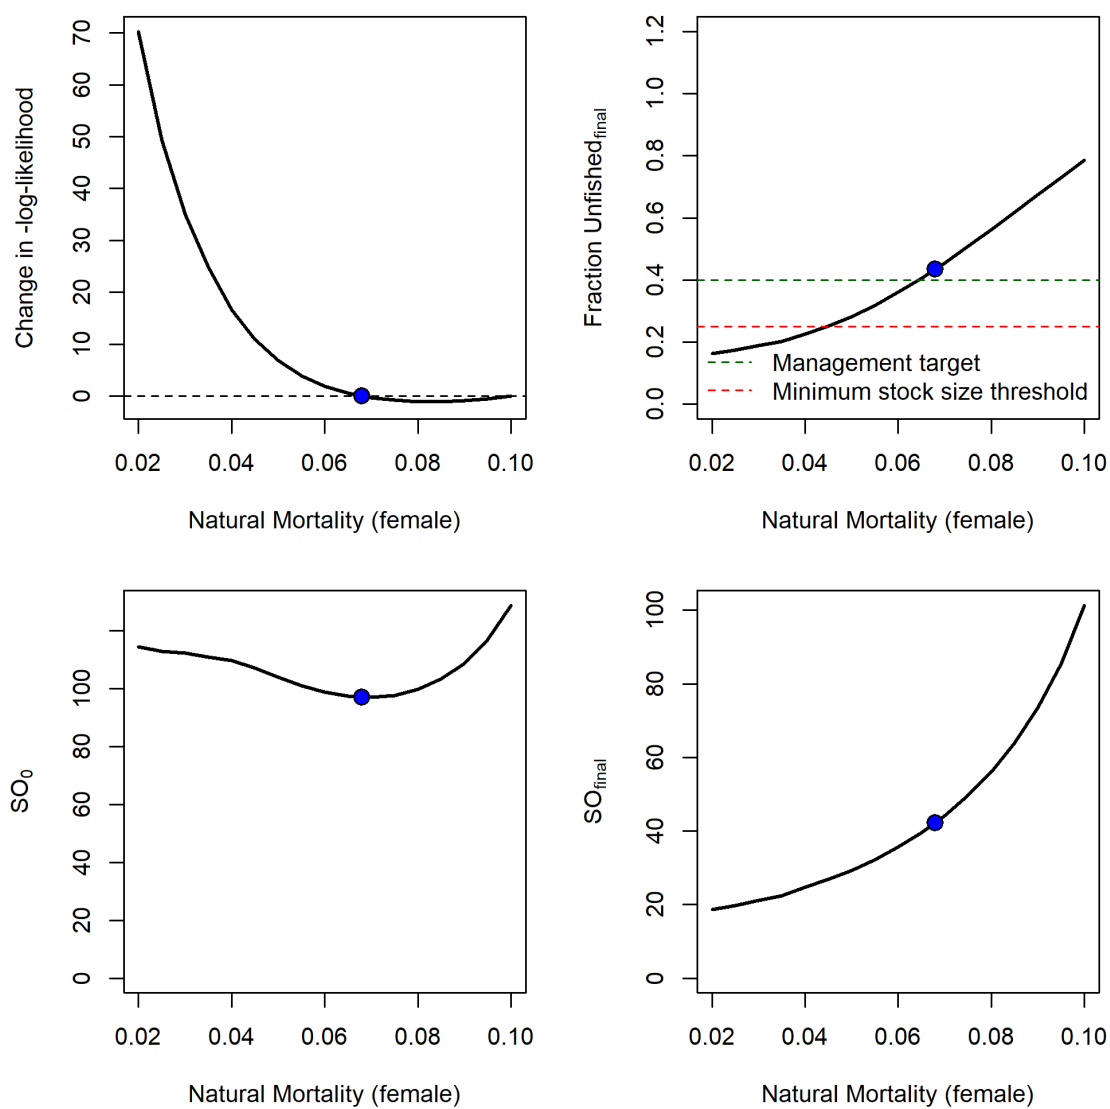 Change in -log-likelihood
70
60
50
40
30
20
10
0
0.02 0.04 0.06 0.08 0.10
Natural Mortality (female)
Fraction Unfished_final
1.2
1.0
0.8
0.6
0.4
0.2
0.0
Management target
Minimum stock size threshold
0.02 0.04 0.06 0.08 0.10
Natural Mortality (female)
SO_0
100
80
60
40
20
0
0.02 0.04 0.06 0.08 0.10
Natural Mortality (female)
SO_final
100
80
60
40
20
0
0.02 0.04 0.06 0.08 0.10
Natural Mortality (female)